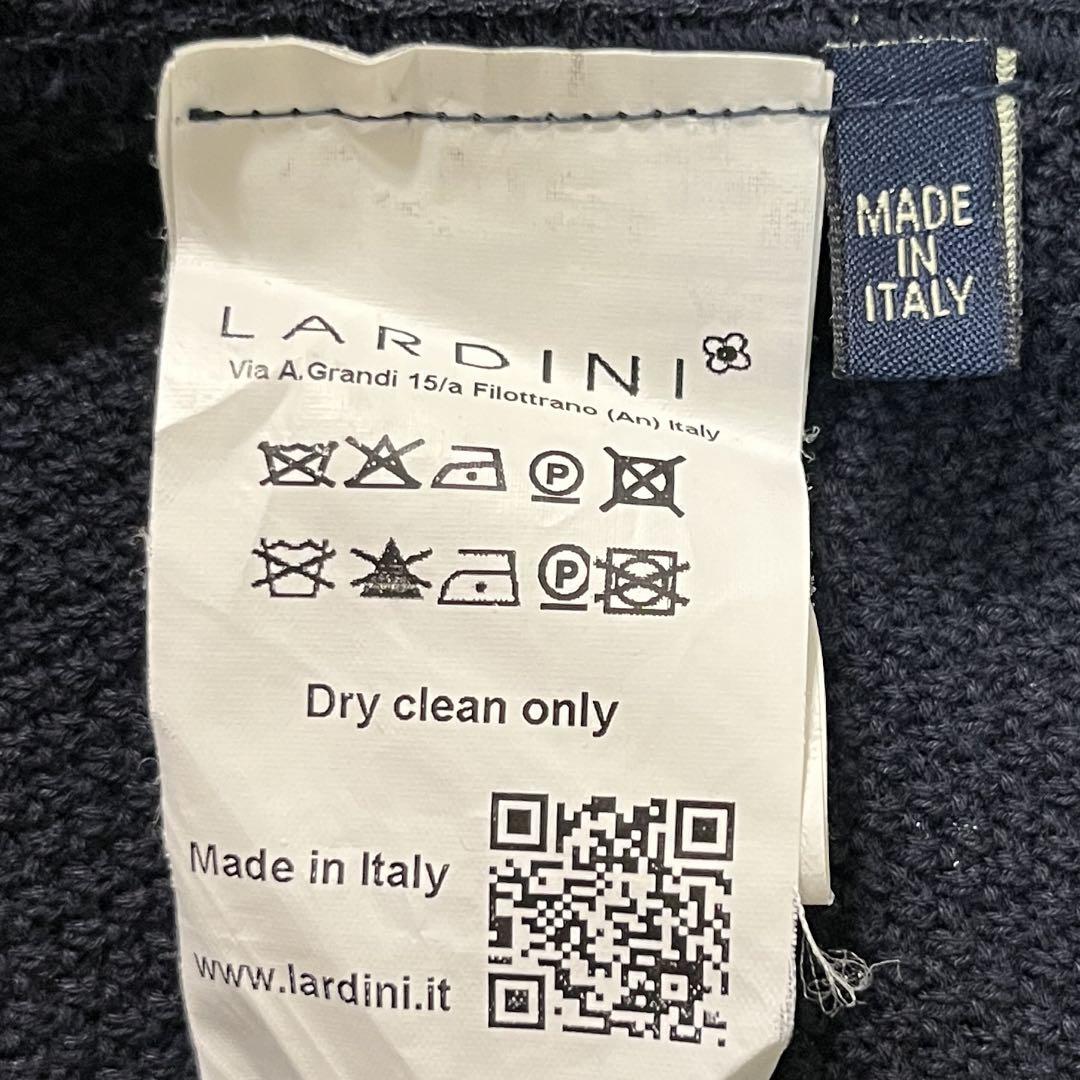 MADE
IN
ITALY
LARDINI
Via A.Grandi 15/a Filottrano (An) Italy
P
P
Dry clean only
Made in Italy
www.lardini.it